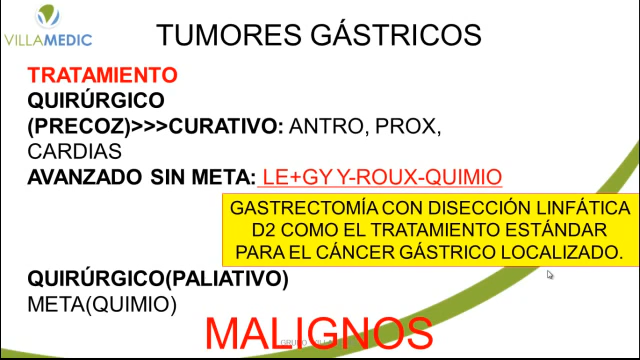 VILLAMEDIC
TUMORES GÁSTRICOS
TRATAMIENTO
QUIRÚRGICO
(PRECOZ)>>>CURATIVO: ANTRO, PROX,
CARDIAS
AVANZADO SIN META: LE+GY Y-ROUX-QUIMIO
GASTRECTOMÍA CON DISECCIÓN LINFÁTICA
D2 COMO EL TRATAMIENTO ESTÁNDAR
PARA EL CÁNCER GÁSTRICO LOCALIZADO.
QUIRÚRGICO(PALIATIVO)
META(QUIMIO)
MALIGNOS